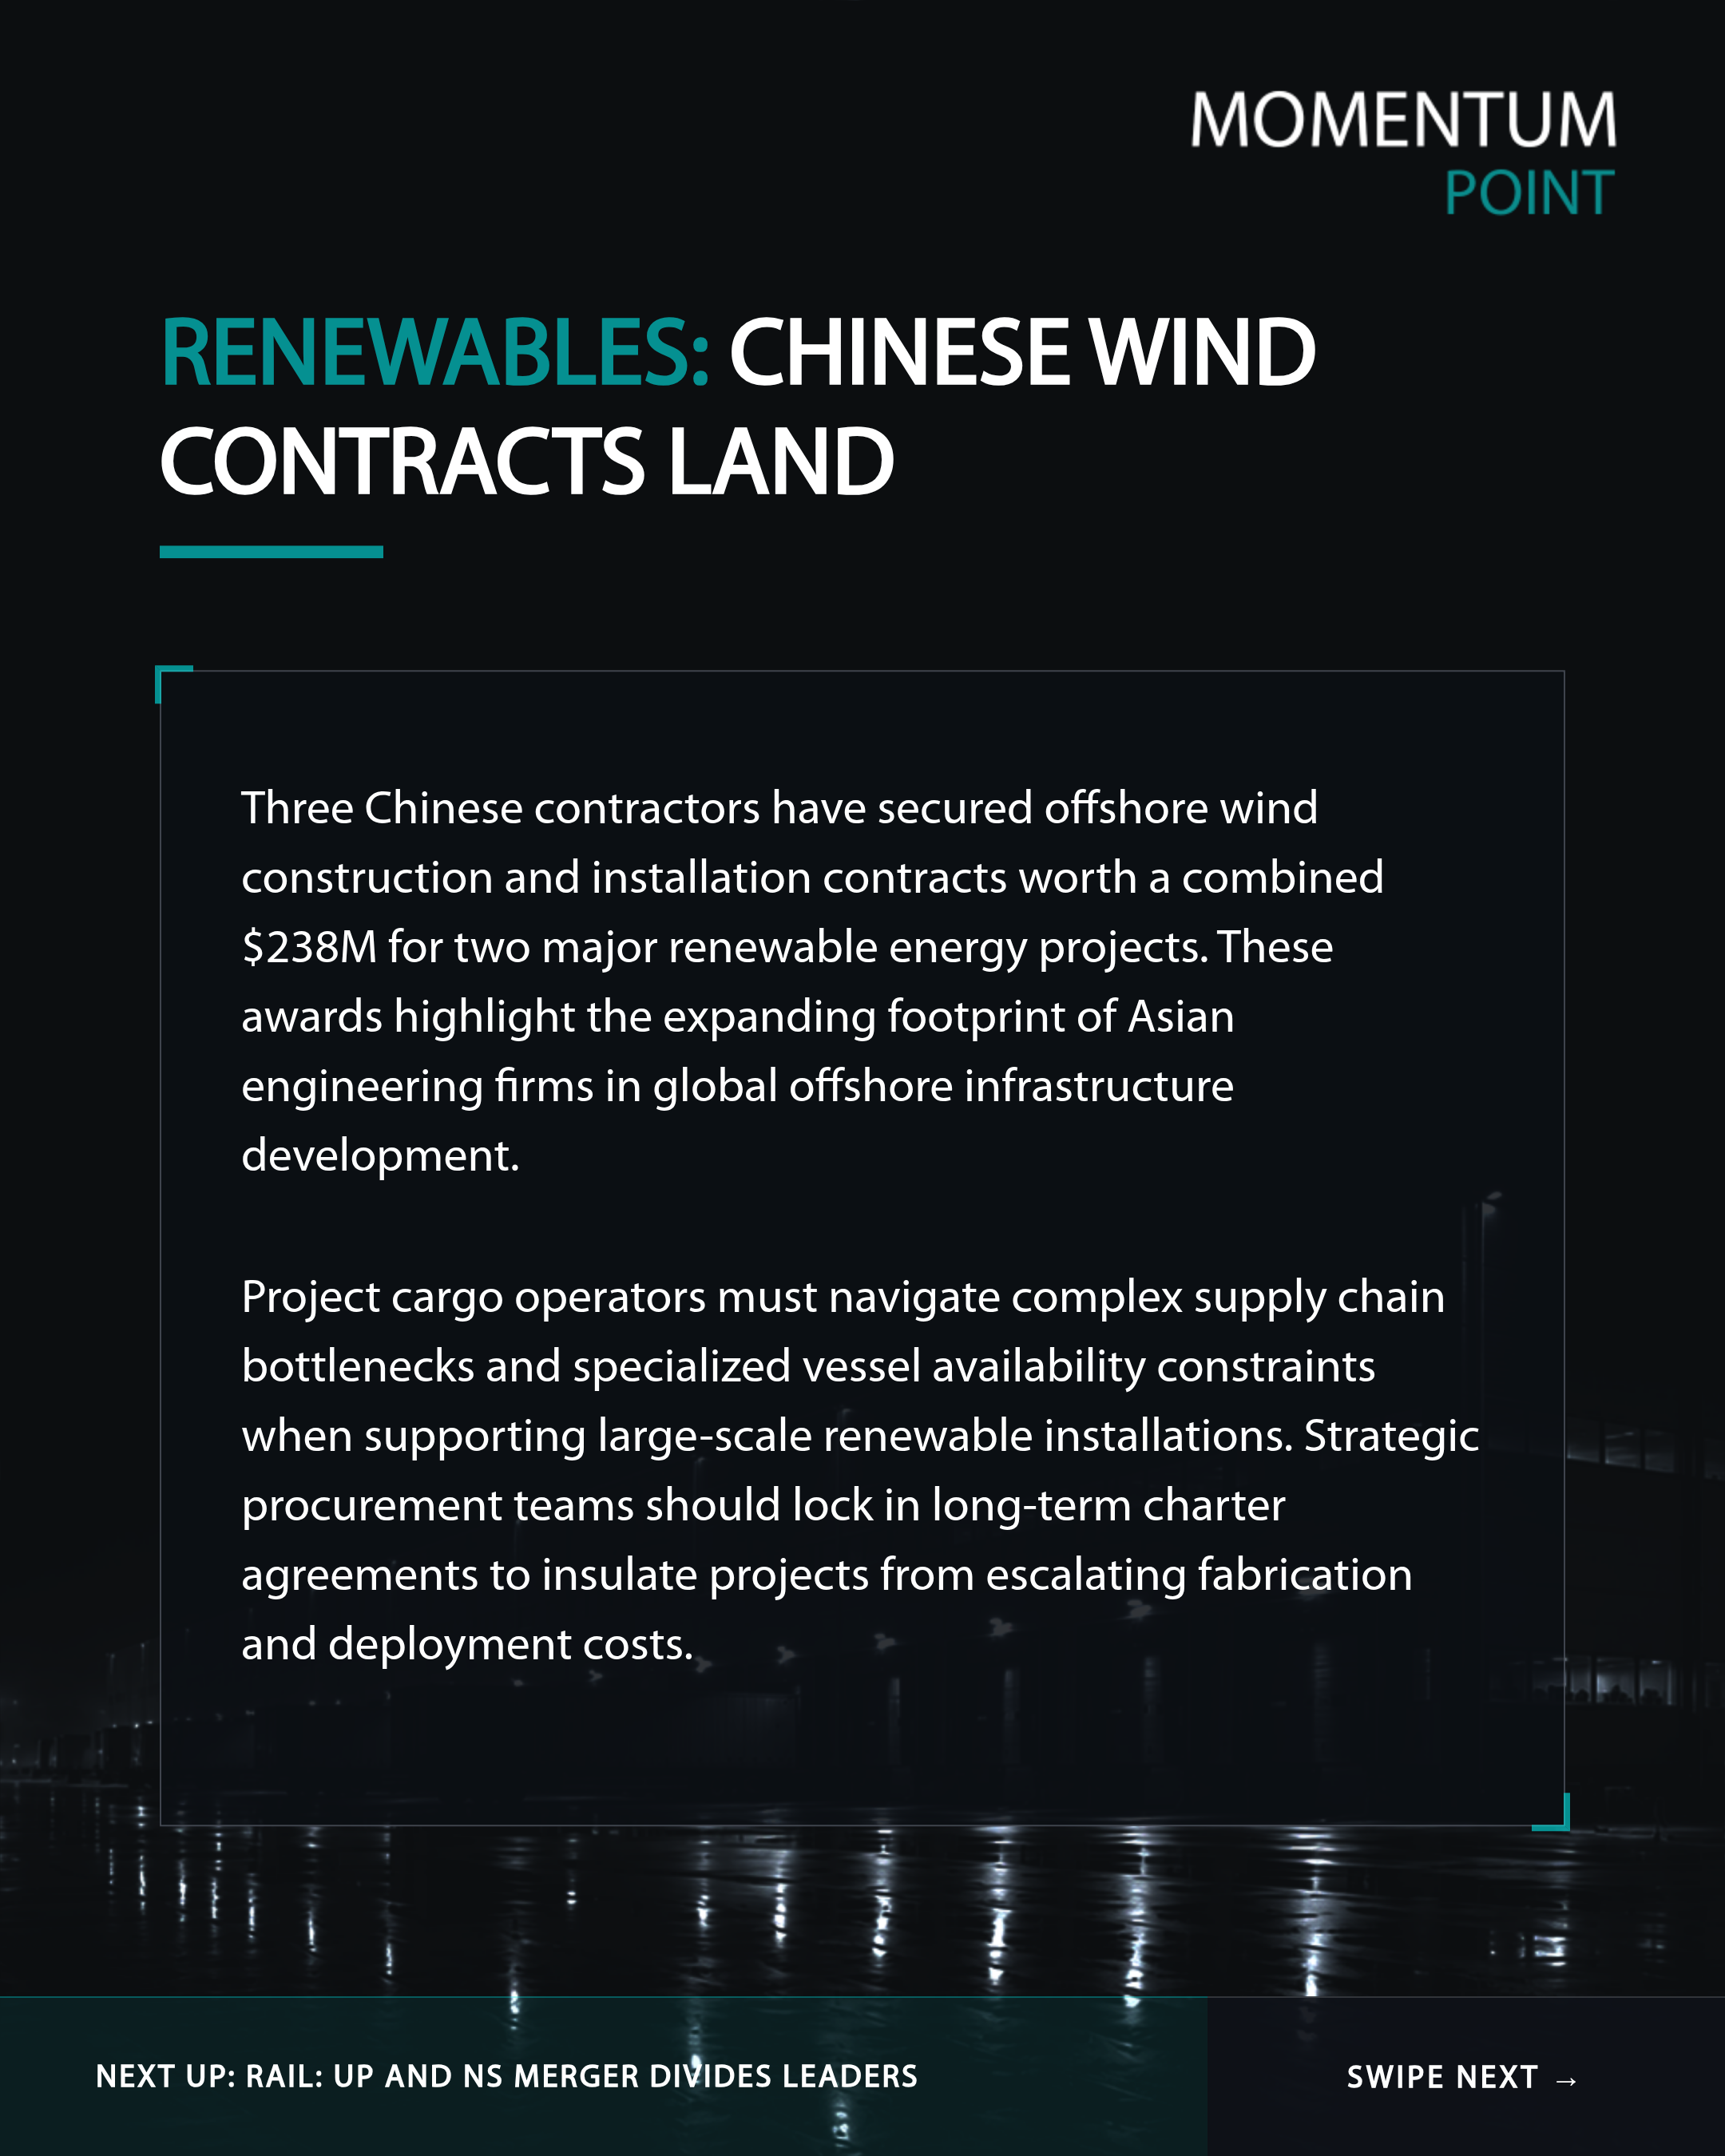 MOMENTUM
POINT
RENEWABLES: CHINESE WIND
CONTRACTS LAND
Three Chinese contractors have secured offshore wind
construction and installation contracts worth a combined
$238M for two major renewable energy projects. These
awards highlight the expanding footprint of Asian
engineering firms in global offshore infrastructure
development.
Project cargo operators must navigate complex supply chain
bottlenecks and specialized vessel availability constraints
when supporting large-scale renewable installations. Strategic
procurement teams should lock in long-term charter
agreements to insulate projects from escalating fabrication
and deployment costs.
NEXT UP: RAIL: UP AND NS MERGER DIVIDES LEADERS
SWIPE NEXT →